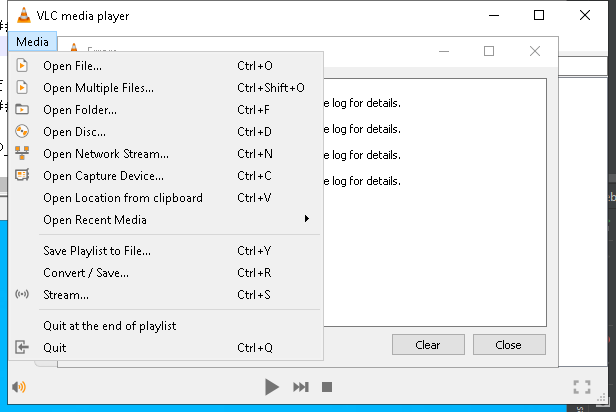 VLC media player
Media
Errors
Open File... Ctrl+O
Open Multiple Files... Ctrl+Shift+O
Open Folder... Ctrl+F
Open Disc... Ctrl+D
Open Network Stream... Ctrl+N
Open Capture Device... Ctrl+C
Open Location from clipboard Ctrl+V
Open Recent Media
Save Playlist to File... Ctrl+Y
Convert / Save... Ctrl+R
Stream... Ctrl+S
Quit at the end of playlist
Quit Ctrl+Q
e log for details.
e log for details.
e log for details.
e log for details.
Clear Close